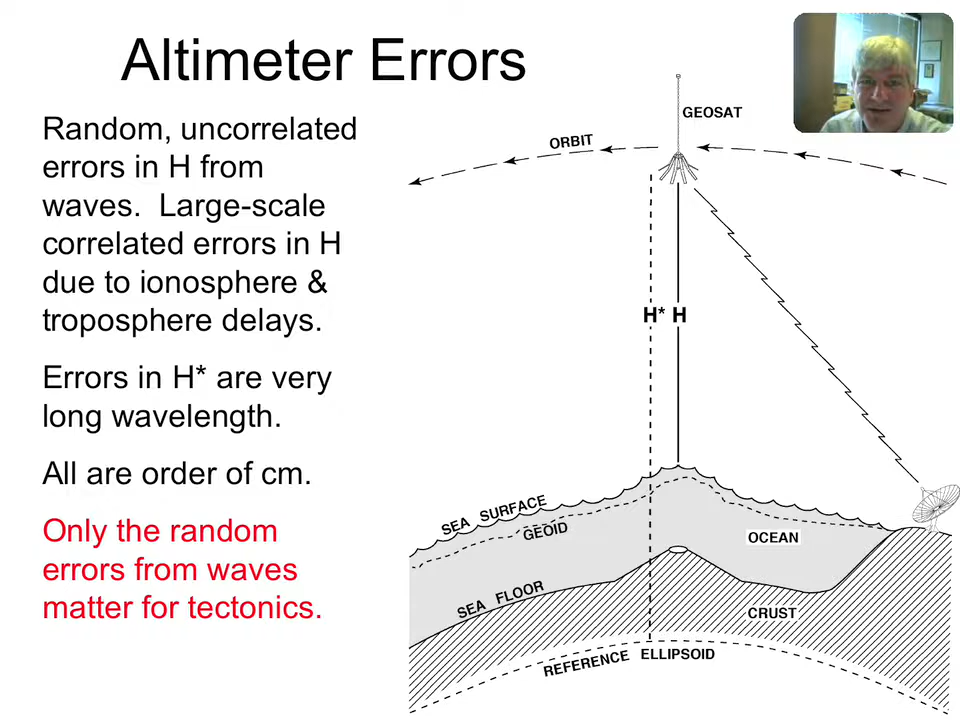 Altimeter Errors
Random, uncorrelated
errors in H from
waves.  Large-scale
correlated errors in H
due to ionosphere &
troposphere delays.
Errors in H* are very
long wavelength.
All are order of cm.
Only the random
errors from waves
matter for tectonics.
GEOSAT
ORBIT
H* H
SEA SURFACE
GEOID
OCEAN
SEA FLOOR
CRUST
REFERENCE ELLIPSOID